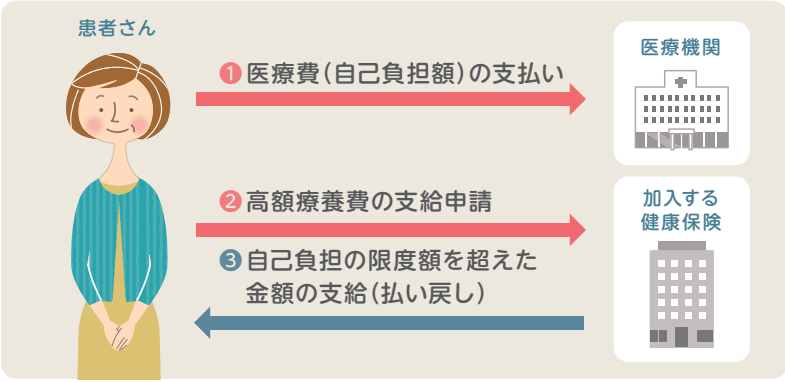 患者さん
❶医療費(自己負担額)の支払い
医療機関
❷高額療養費の支給申請
加入する
健康保険
❸自己負担の限度額を超えた
金額の支給(払い戻し)